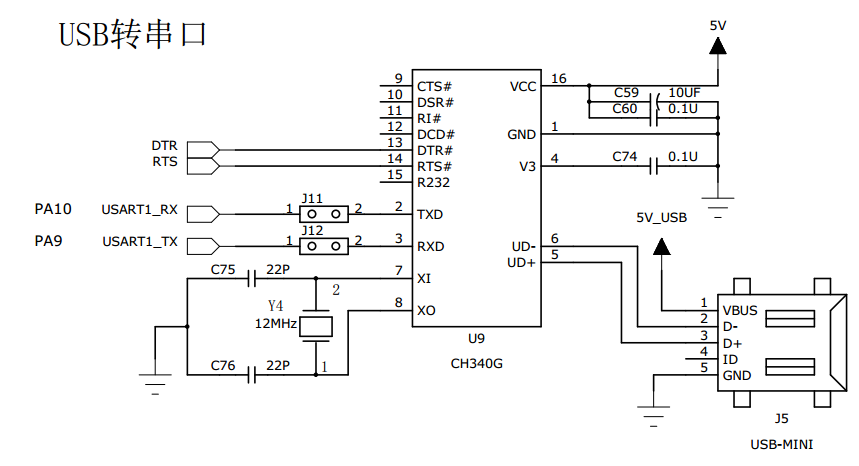 USB转串口
5V
9 CTS# VCC 16
10 DSR# C59 10UF
11 RI# C60 0.1U
12 DCD# GND 1
DTR 13 DTR#
RTS 14 RTS# V3 4 C74 0.1U
15 R232
PA10 USART1_RX 1 J11 2 2 TXD
PA9 USART1_TX 1 J12 2 3 RXD
5V_USB
UD- 6
UD+ 5
C75 22P 7 XI
2
Y4
12MHz
8 XO
C76 22P 1
U9
CH340G
1 VBUS
2 D-
3 D+
4 ID
5 GND
J5
USB-MINI